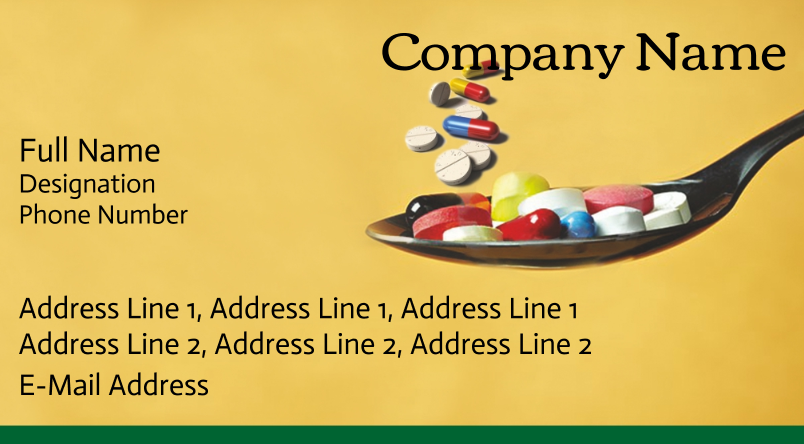 Company Name
Full Name
Designation
Phone Number
Address Line 1, Address Line 1, Address Line 1
Address Line 2, Address Line 2, Address Line 2
E-Mail Address